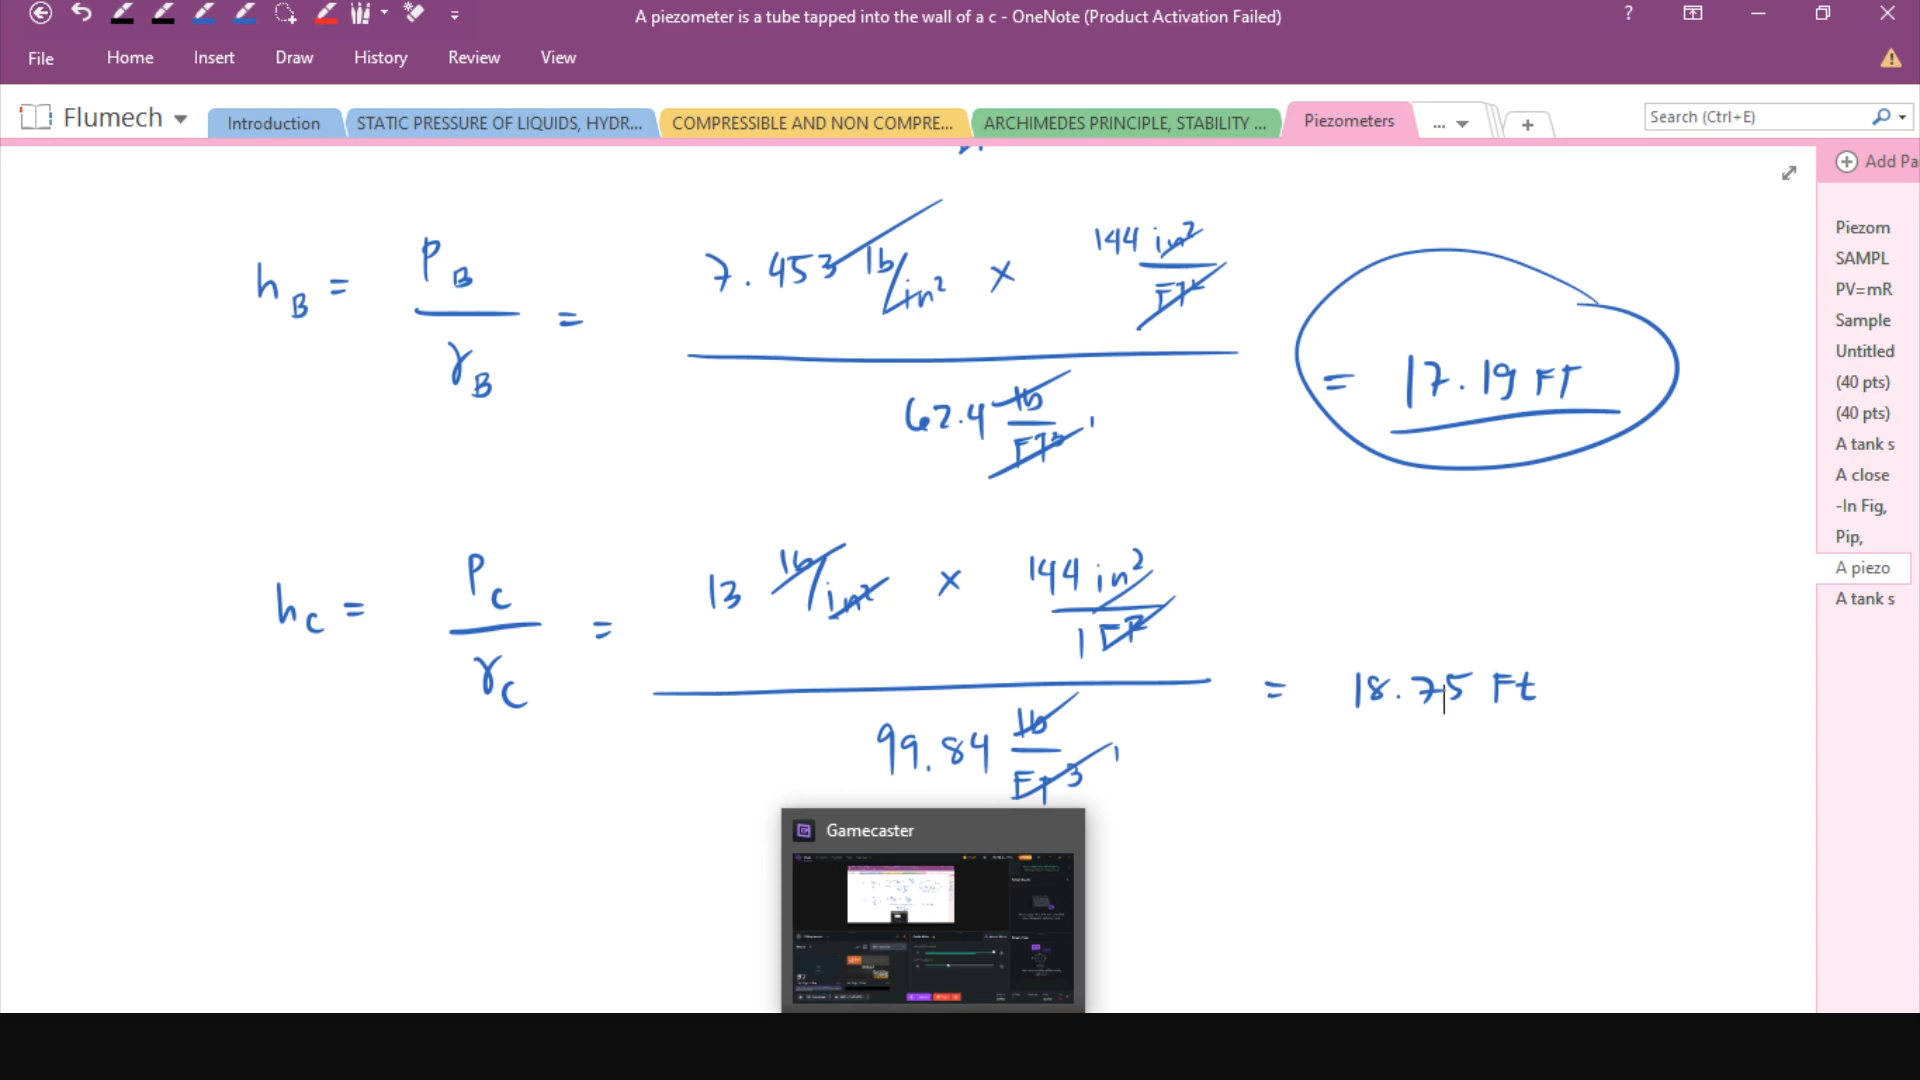 A piezometer is a tube tapped into the wall of a c - OneNote (Product Activation Failed)
?
File Home Insert Draw History Review View
Flumech
Introduction
STATIC PRESSURE OF LIQUIDS, HYDR...
COMPRESSIBLE AND NON COMPRE...
ARCHIMEDES PRINCIPLE, STABILITY ...
Piezometers
...
+
Search (Ctrl+E)
Add Pa
Piezom
SAMPL
PV=mR
Sample
Untitled
(40 pts)
(40 pts)
A tank s
A close
-In Fig,
Pip,
A piezo
A tank s
h_B = P_B / γ_B = 7.453 lb/in² × 144 in² / FT²
62.4 lb / FT³ 1
= 17.19 FT
h_C = P_C / γ_C = 13 lb/in² × 144 in² / 1 FT²
99.84 lb / FT³ 1
= 18.75 Ft
Gamecaster